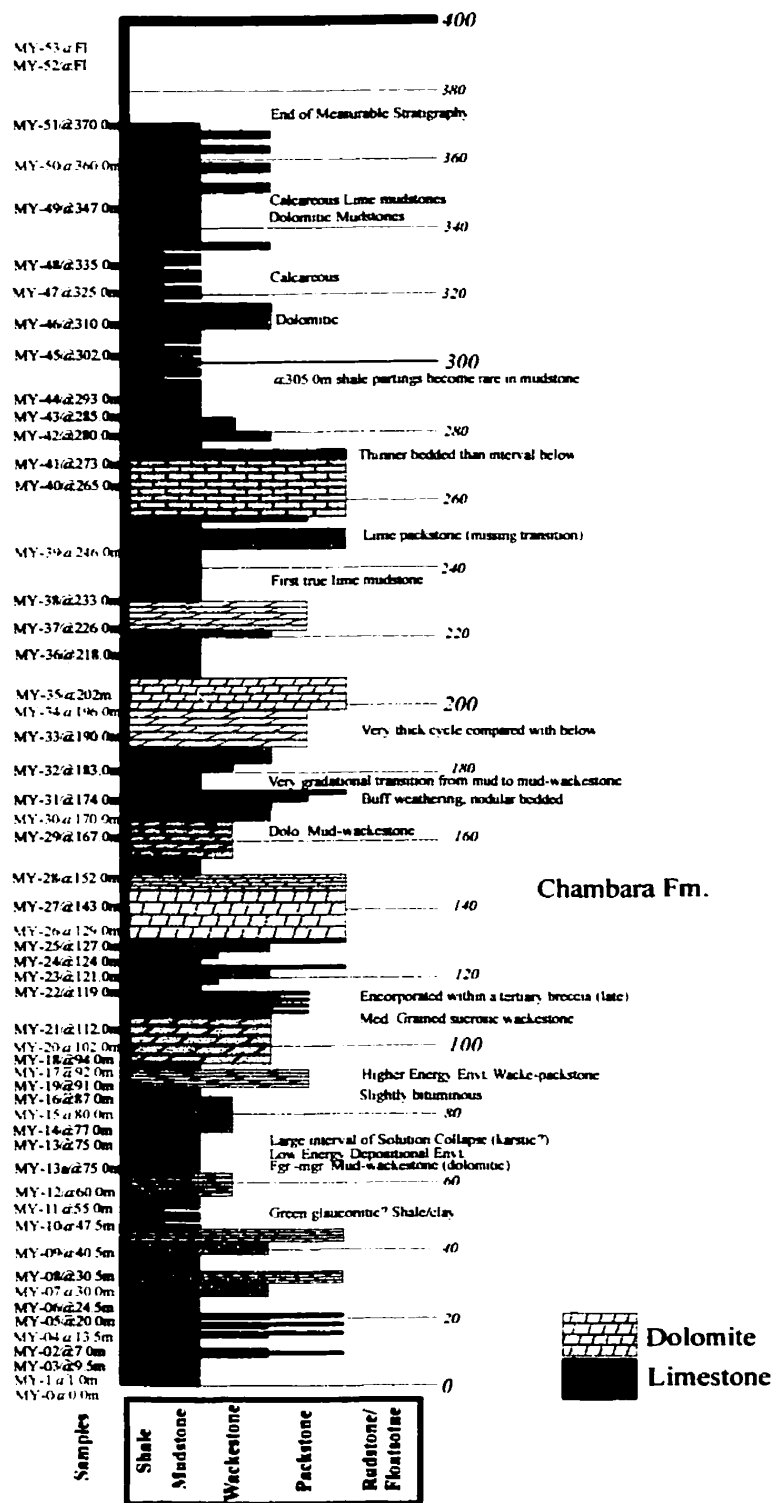 400
MY-53@FI
MY-52@FI
380
End of Measurable Stratigraphy
MY-51@370.0m
360
MY-50@360.0m
Calcareous Lime mudstones
MY-49@347.0m
Dolomitic Mudstones
340
MY-48@335.0m
Calcareous
MY-47@325.0m
320
MY-46@310.0m
Dolomitic
MY-45@302.0m
300
@305.0m shale partings become rare in mudstone
MY-44@293.0m
MY-43@285.0m
280
MY-42@280.0m
Thinner bedded than interval below
MY-41@273.0m
MY-40@265.0m
260
Lime packstone (missing transition)
MY-39@246.0m
240
First true lime mudstone
MY-38@233.0m
MY-37@226.0m
220
MY-36@218.0m
MY-35@202m
200
MY-34@196.0m
Very thick cycle compared with below
MY-33@190.0m
MY-32@183.0m
180
Very gradational transition from mud to mud-wackestone
MY-31@174.0m
Buff weathering, nodular bedded
MY-30@170.0m
MY-29@167.0m
Dolo. Mud-wackestone
160
MY-28@152.0m
Chambara Fm.
MY-27@143.0m
140
MY-26@129.0m
MY-25@127.0m
MY-24@124.0m
MY-23@121.0m
120
MY-22@119.0m
Encorporated within a tertiary breccia (late)
Med. Grained sucrosic wackestone
MY-21@112.0m
MY-20@102.0m
100
MY-18@94.0m
MY-17@92.0m
Higher Energy Envt. Wacke-packstone
MY-19@91.0m
MY-16@87.0m
Slightly bituminous
MY-15@80.0m
80
MY-14@77.0m
MY-13@75.0m
Large interval of Solution Collapse (karstic?)
Low Energy Depositional Envt.
MY-13a@75.0m
Fgr-mgr Mud-wackestone (dolomitic)
60
MY-12@60.0m
MY-11@55.0m
Green glauconitic? Shale/clay
MY-10@47.5m
40
MY-09@40.5m
MY-08@30.5m
MY-07@30.0m
MY-06@24.5m
20
MY-05@20.0m
MY-04@13.5m
MY-02@7.0m
MY-03@9.5m
MY-1@1.0m
0
MY-0@0.0m
Dolomite
Limestone
Samples
Shale
Mudstone
Wackestone
Packstone
Rudstone/
Floatsotne